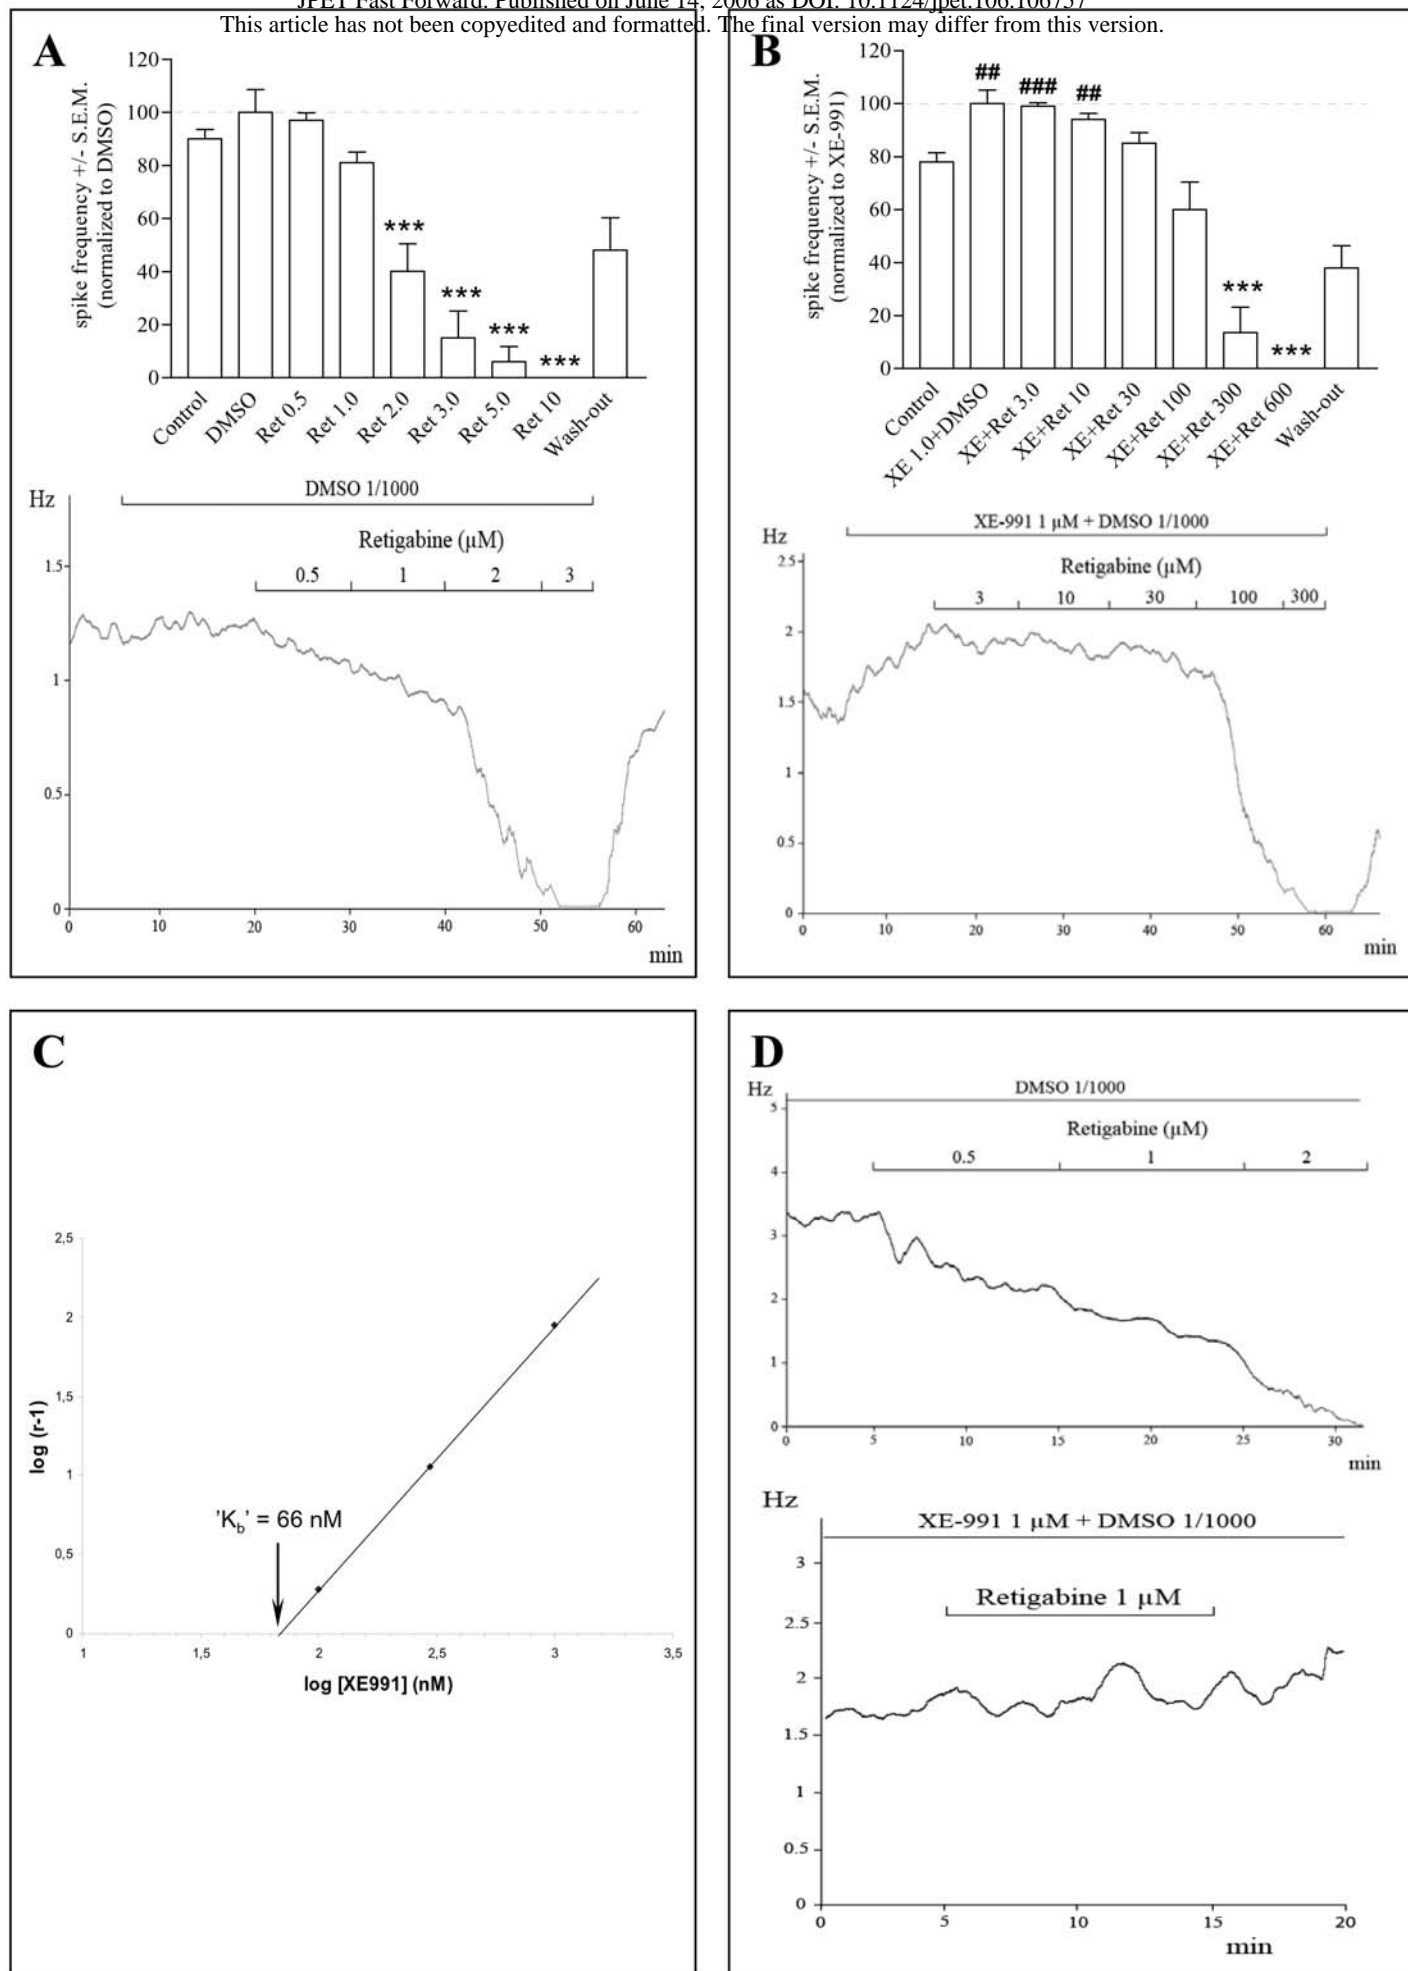 JPET Fast Forward. Published on June 14, 2006 as DOI: 10.1124/jpet.106.106757
This article has not been copyedited and formatted. The final version may differ from this version.
A
spike frequency +/- S.E.M.
(normalized to DMSO)
120
100
80
60
40
20
0
***
***
***
***
Control
DMSO
Ret 0.5
Ret 1.0
Ret 2.0
Ret 3.0
Ret 5.0
Ret 10
Wash-out
Hz
DMSO 1/1000
Retigabine (µM)
0.5 1 2 3
1.5
1
0.5
0
0 10 20 30 40 50 60
min
B
spike frequency +/- S.E.M.
(normalized to XE-991)
120
100
80
60
40
20
0
##
###
##
***
***
Control
XE 1.0+DMSO
XE+Ret 3.0
XE+Ret 10
XE+Ret 30
XE+Ret 100
XE+Ret 300
XE+Ret 600
Wash-out
XE-991 1 µM + DMSO 1/1000
Hz
Retigabine (µM)
3 10 30 100 300
2.5
2
1.5
1
0.5
0
0 10 20 30 40 50 60
min
C
log (r-1)
2,5
2
1,5
1
0,5
0
'Kb' = 66 nM
1 1,5 2 2,5 3 3,5
log [XE991] (nM)
D
Hz
DMSO 1/1000
Retigabine (µM)
0.5 1 2
5
4
3
2
1
0
0 5 10 15 20 25 30
min
Hz
XE-991 1 µM + DMSO 1/1000
Retigabine 1 µM
3
2.5
2
1.5
1
0.5
0
0 5 10 15 20
min